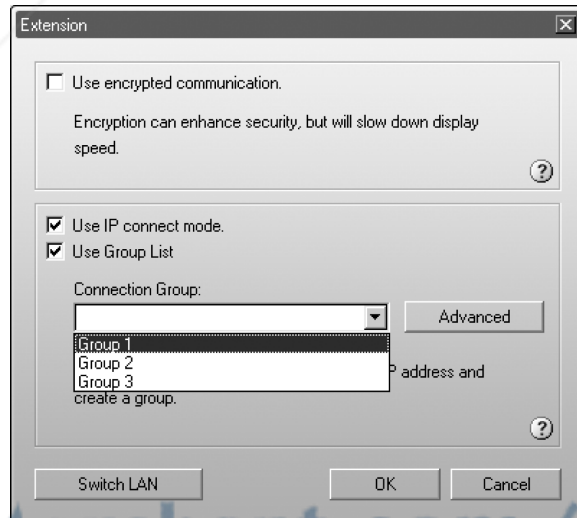 Extension
Use encrypted communication.
Encryption can enhance security, but will slow down display
speed.
?
Use IP connect mode.
Use Group List
Connection Group:
Advanced
Group 1
Group 2
Group 3
address and
create a group.
?
Switch LAN
OK
Cancel